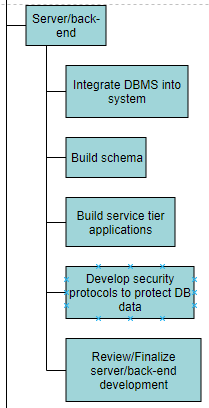 Server/back-
end
Integrate DBMS into
system
Build schema
Build service tier
applications
Develop security
protocols to protect DB
data
Review/Finalize
server/back-end
development